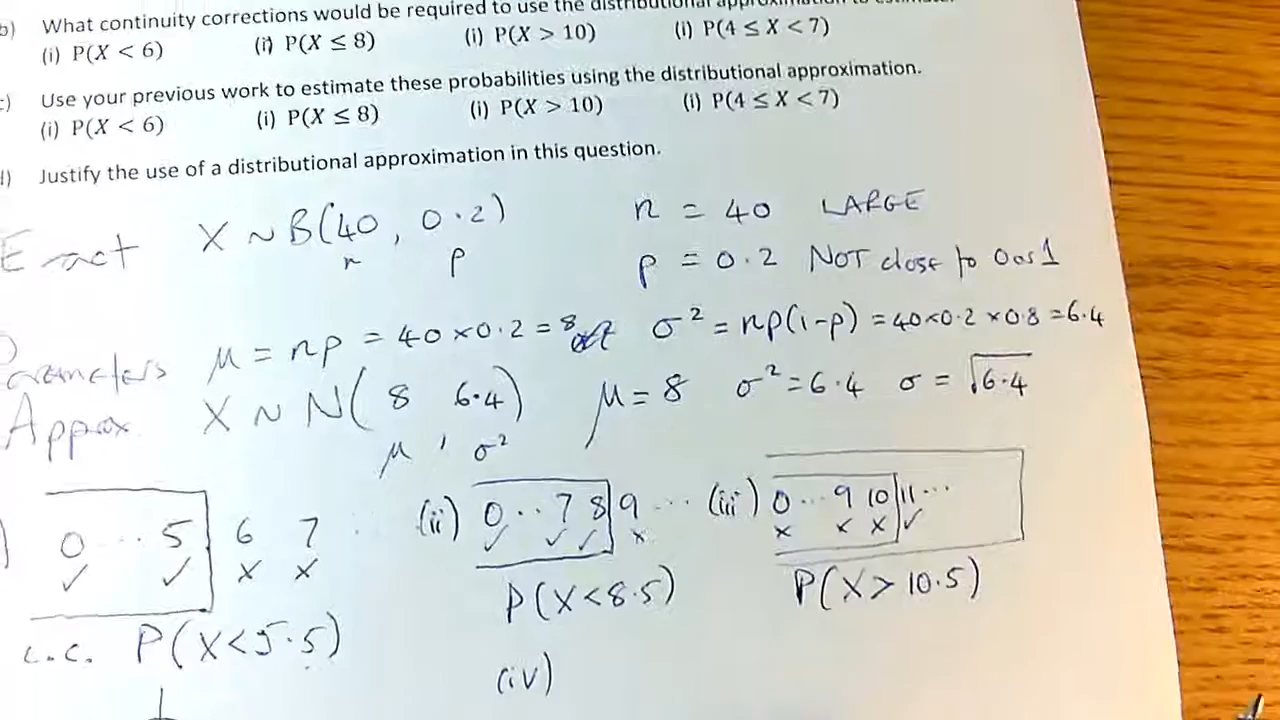 b) What continuity corrections would be required to use the distributional approximation to estimate
(i) P(X < 6) (i) P(X ≤ 8) (i) P(X > 10) (i) P(4 ≤ X < 7)
c) Use your previous work to estimate these probabilities using the distributional approximation.
(i) P(X < 6) (i) P(X ≤ 8) (i) P(X > 10) (i) P(4 ≤ X < 7)
d) Justify the use of a distributional approximation in this question.
Exact X ~ B(40, 0.2) n = 40 LARGE
n p p = 0.2 NOT close to 0 or 1
Parameters μ = np = 40×0.2 = 8 σ² = np(1-p) = 40×0.2×0.8 = 6.4
Approx X ~ N(8 6.4) μ = 8 σ² = 6.4 σ = √6.4
μ , σ²
0 ... 5 6 7 ... (ii) 0 .. 7 8 9 ... (iii) 0 ... 9 10 11 ...
✓ ✓ × × ✓ ✓ ✓ × × × × ✓
c.c. P(X<5.5) P(X<8.5) P(X>10.5)
(iv)